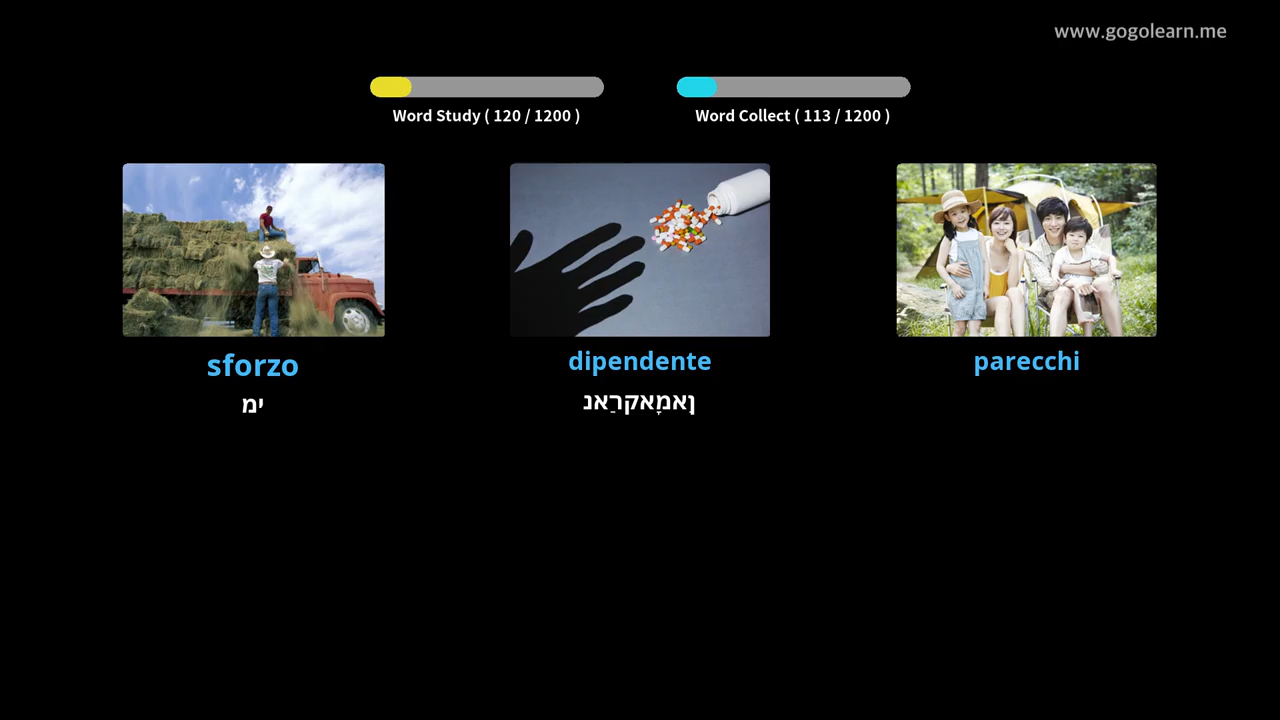 www.gogolearn.me
Word Study ( 120 / 1200 )
Word Collect ( 113 / 1200 )
sforzo
ימ
dipendente
ןַאמָאקרַאנ
parecchi